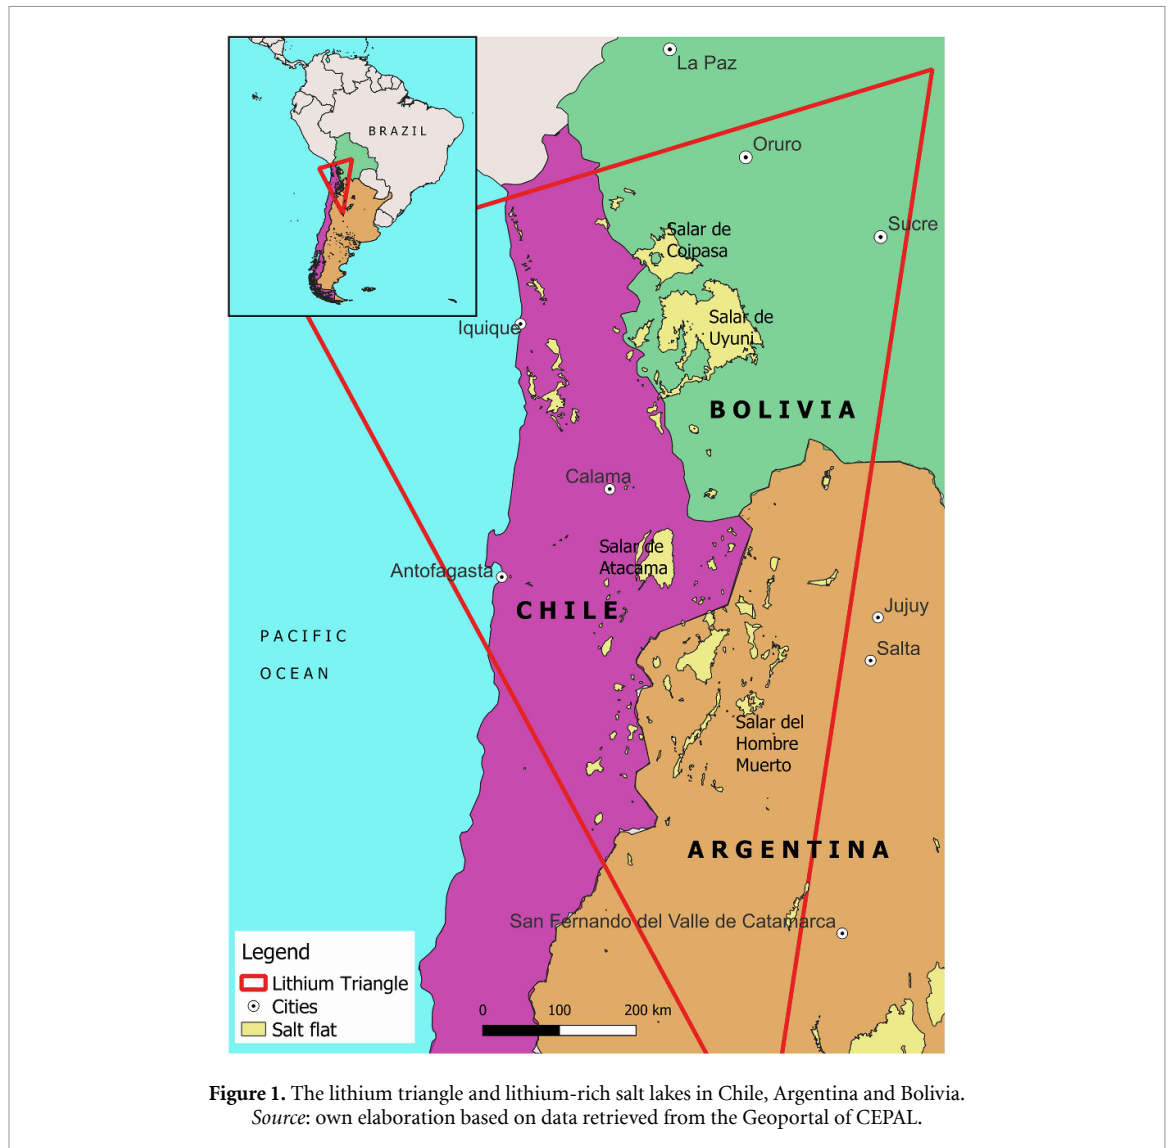 BRAZIL
La Paz
Oruro
Sucre
Salar de
Coipasa
Salar de
Uyuni
Iquique
BOLIVIA
Calama
Salar de
Atacama
Antofagasta
CHILE
Jujuy
PACIFIC
OCEAN
Salta
Salar del
Hombre
Muerto
ARGENTINA
San Fernando del Valle de Catamarca
Legend
Lithium Triangle
Cities
Salt flat
0 100 200 km
Figure 1. The lithium triangle and lithium-rich salt lakes in Chile, Argentina and Bolivia.
Source: own elaboration based on data retrieved from the Geoportal of CEPAL.